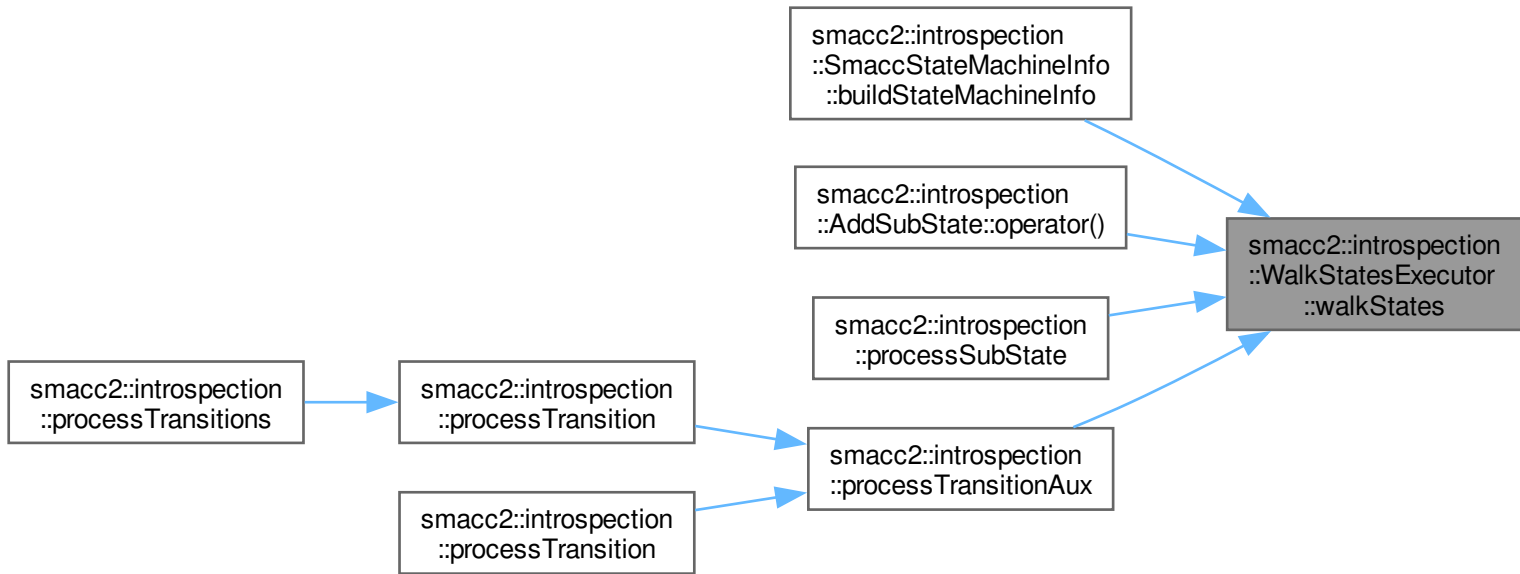 smacc2::introspection
::SmaccStateMachineInfo
::buildStateMachineInfo
smacc2::introspection
::AddSubState::operator()
smacc2::introspection
::WalkStatesExecutor
::walkStates
smacc2::introspection
::processSubState
smacc2::introspection
::processTransitions
smacc2::introspection
::processTransition
smacc2::introspection
::processTransitionAux
smacc2::introspection
::processTransition